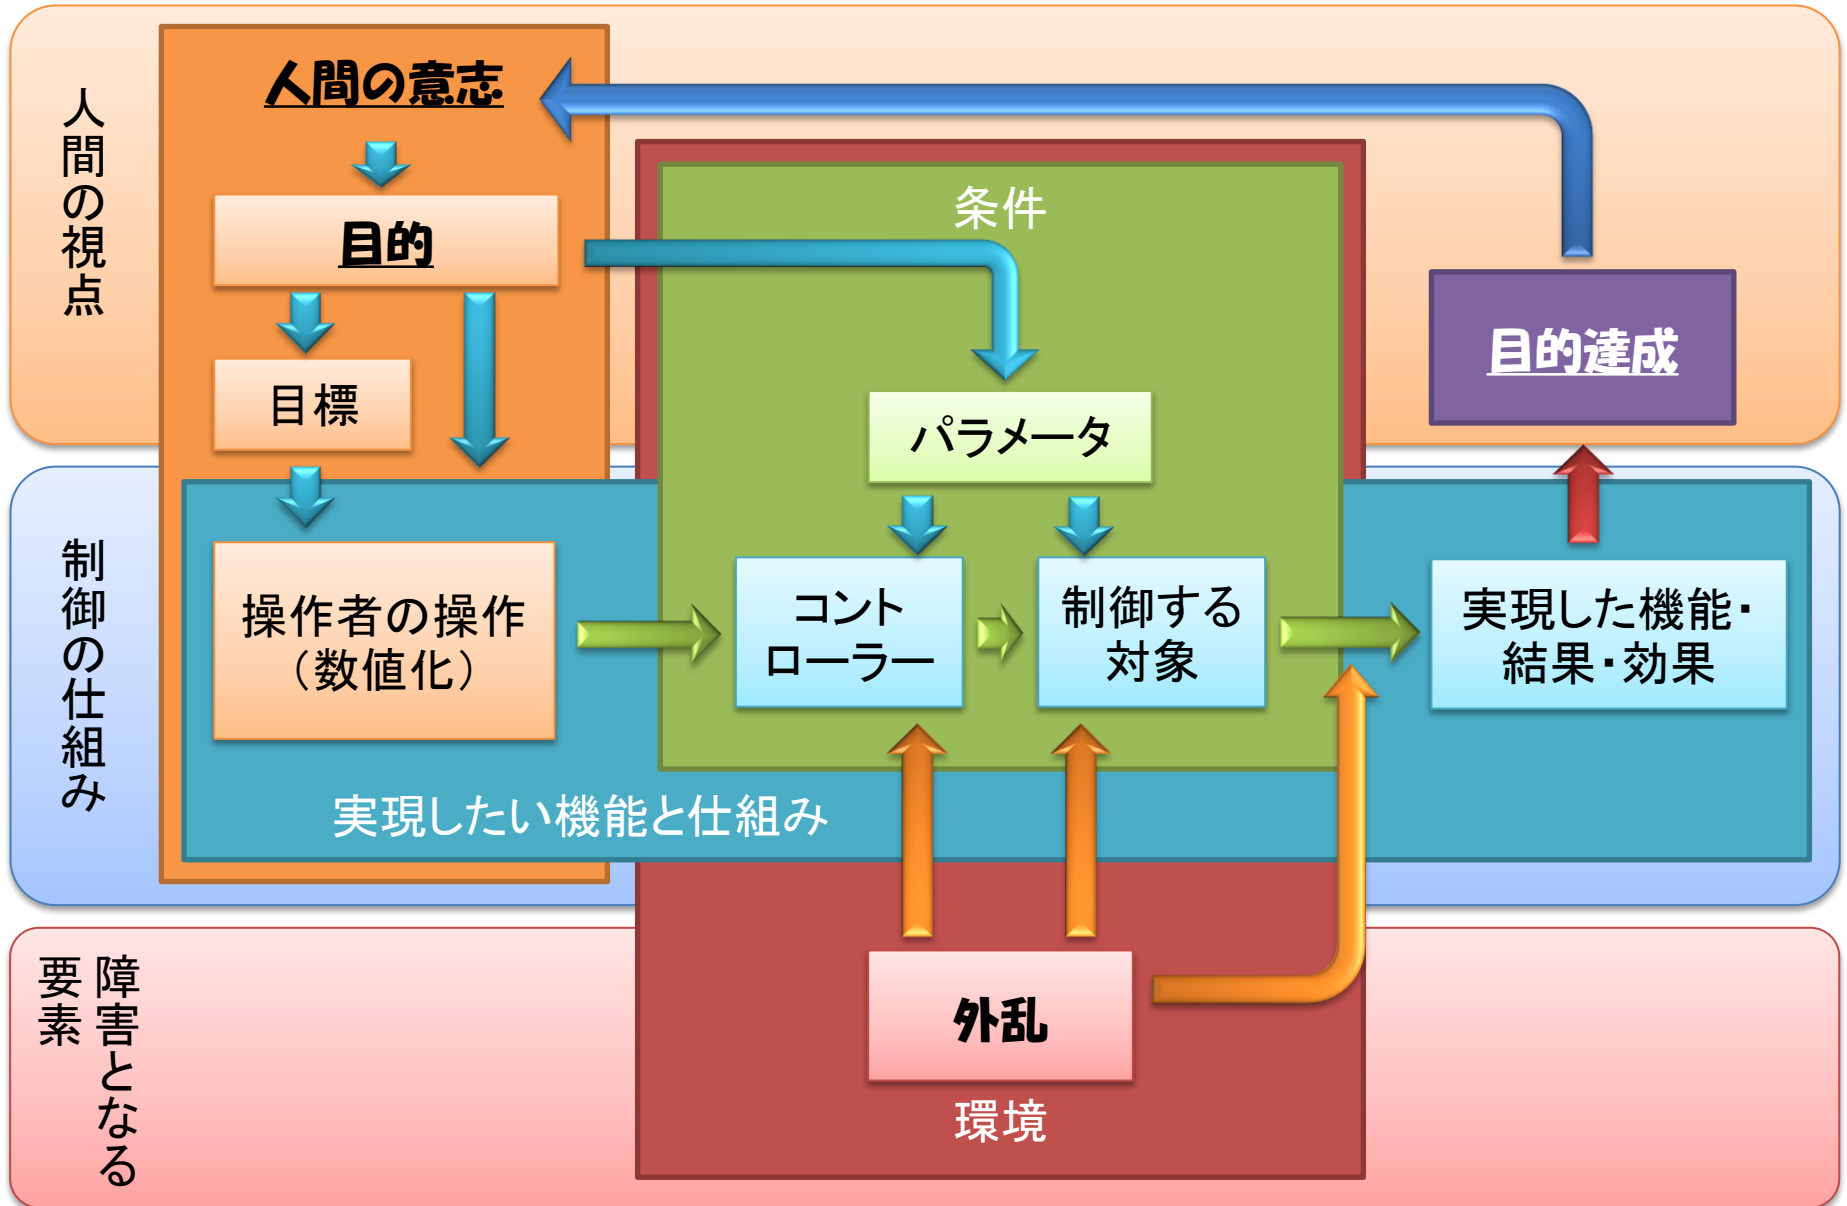 人間の視点
人間の意志
目的
目標
条件
パラメータ
目的達成
制御の仕組み
操作者の操作
（数値化）
コント
ローラー
制御する
対象
実現した機能・
結果・効果
実現したい機能と仕組み
障害となる
要素
外乱
環境